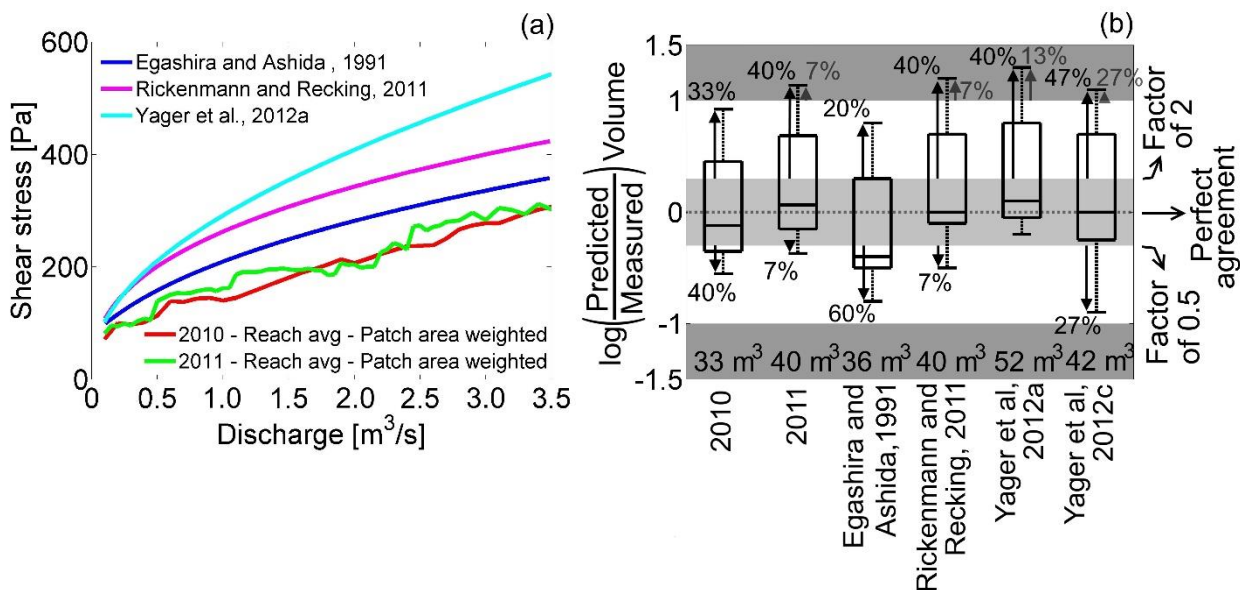 (a)
600
400
200
0
Shear stress [Pa]
Egashira and Ashida , 1991
Rickenmann and Recking, 2011
Yager et al., 2012a
2010 - Reach avg - Patch area weighted
2011 - Reach avg - Patch area weighted
0 0.5 1.0 1.5 2.0 2.5 3.0 3.5
Discharge [m³/s]
(b)
1.5
1
0
-1
-1.5
log(Predicted/Measured) Volume
33%
40%
40% 7%
7%
20%
60%
40% 7%
7%
40% 13%
47% 27%
27%
33 m³ 40 m³ 36 m³ 40 m³ 52 m³ 42 m³
2010
2011
Egashira and
Ashida,1991
Rickenmann and
Recking, 2011
Yager et al,
2012a
Yager et al,
2012c
Factor
of 2
Perfect
agreement
Factor
of 0.5